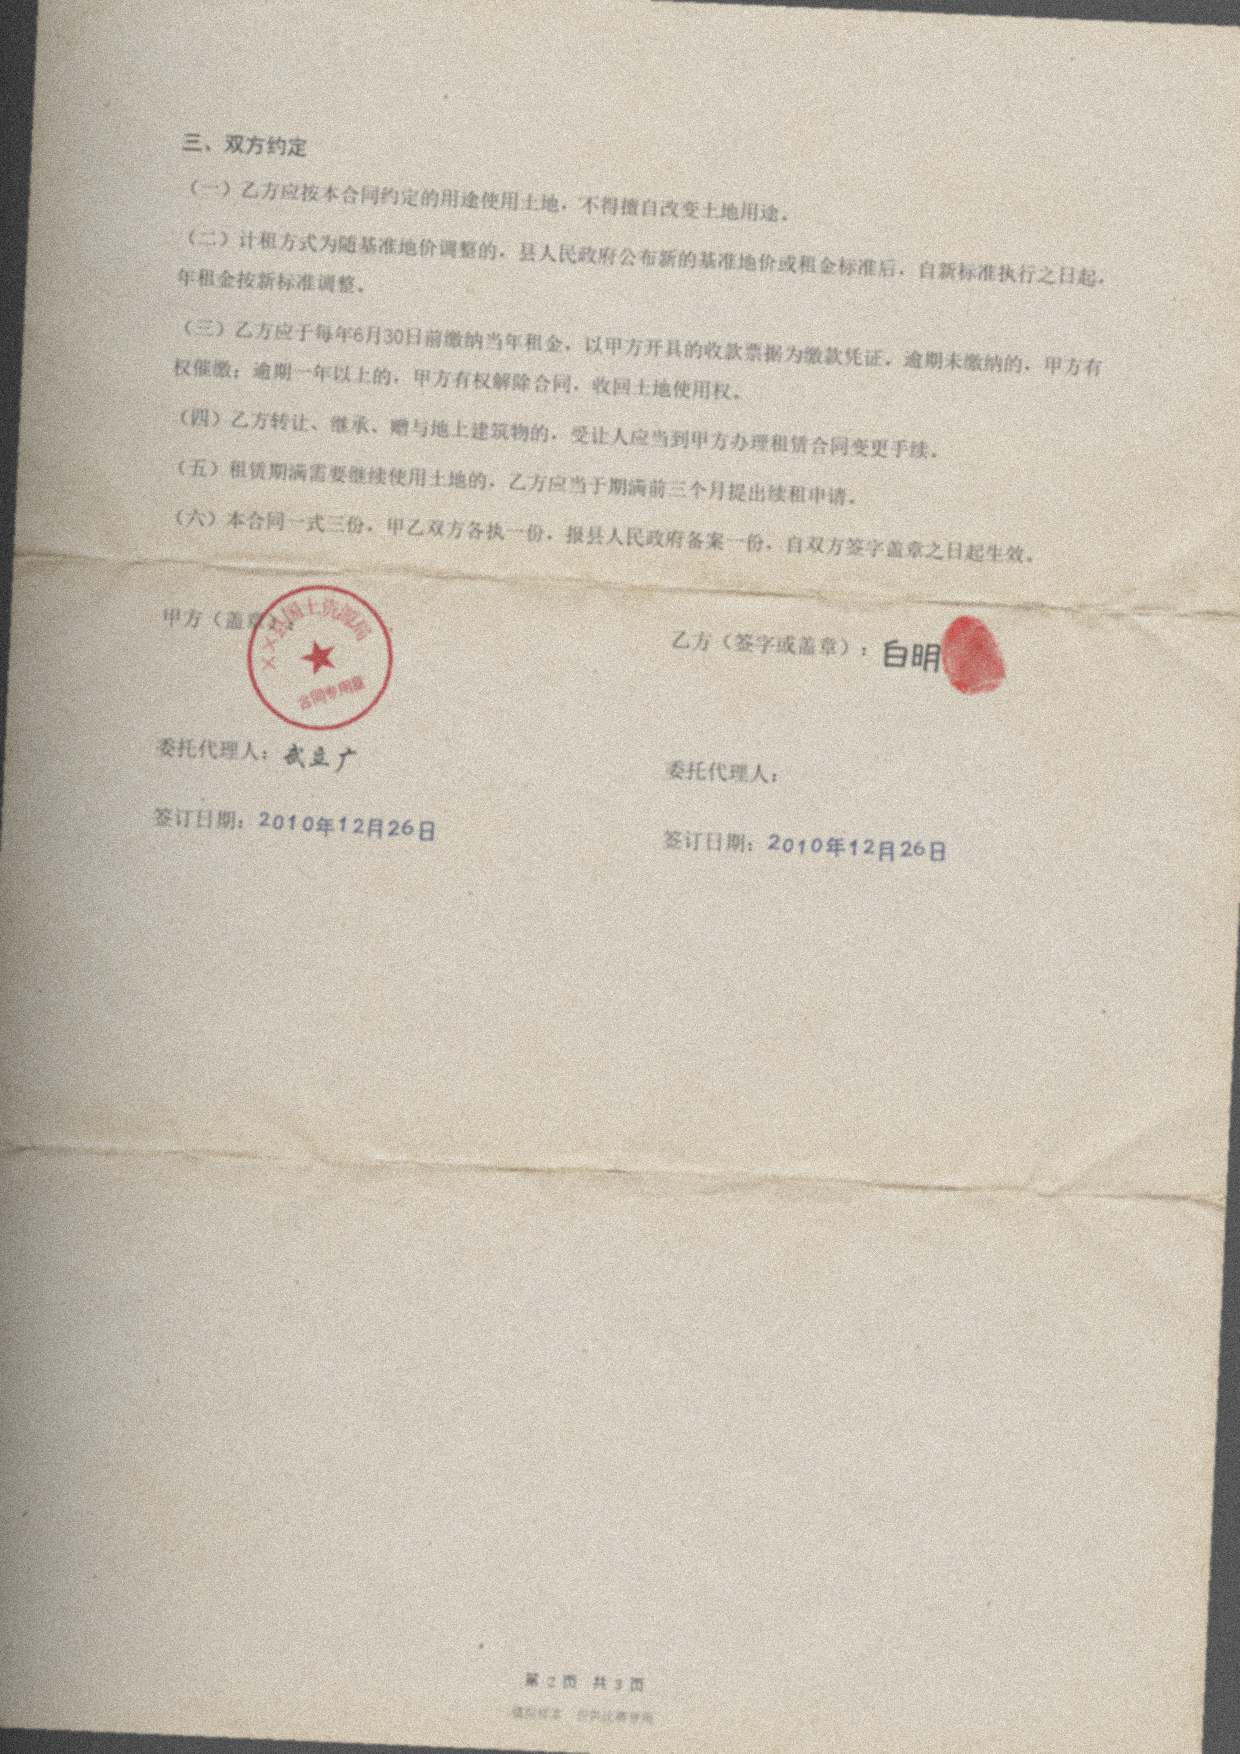 三、双方约定
（一）乙方应按本合同约定的用途使用土地，不得擅自改变土地用途。
（二）计租方式为随基准地价调整的，县人民政府公布新的基准地价或租金标准后，自新标准执行之日起，
年租金按新标准调整。
（三）乙方应于每年6月30日前缴纳当年租金，以甲方开具的收款票据为缴款凭证，逾期未缴纳的，甲方有
权催缴；逾期一年以上的，甲方有权解除合同，收回土地使用权。
（四）乙方转让、继承、赠与地上建筑物的，受让人应当到甲方办理租赁合同变更手续。
（五）租赁期满需要继续使用土地的，乙方应当于期满前三个月提出续租申请。
（六）本合同一式三份，甲乙双方各执一份，报县人民政府备案一份，自双方签字盖章之日起生效。
甲方（盖章）：
××县国土资源局
合同专用章
乙方（签字或盖章）：白明
委托代理人：武立广
委托代理人：
签订日期：2010年12月26日
签订日期：2010年12月26日
第 2 页 共 3 页